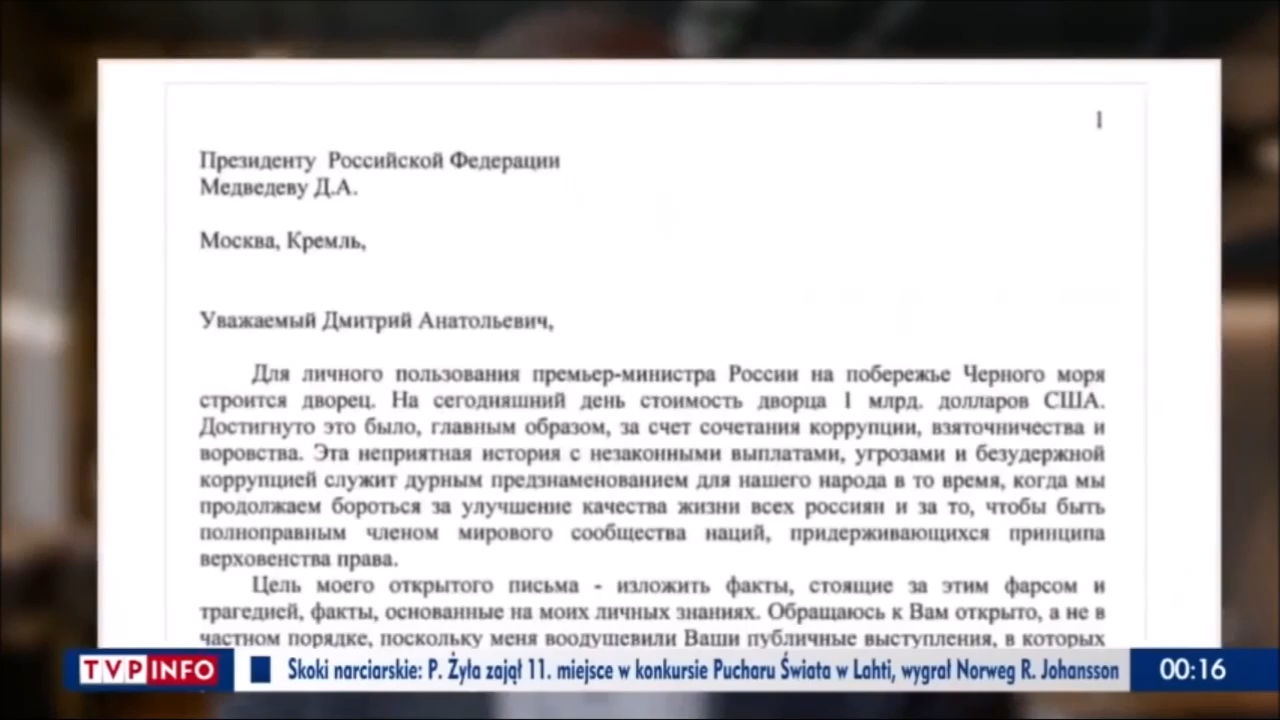 1
Президенту Российской Федерации
Медведеву Д.А.
Москва, Кремль,
Уважаемый Дмитрий Анатольевич,
Для личного пользования премьер-министра России на побережье Черного моря
строится дворец. На сегодняшний день стоимость дворца 1 млрд. долларов США.
Достигнуто это было, главным образом, за счет сочетания коррупции, взяточничества и
воровства. Эта неприятная история с незаконными выплатами, угрозами и безудержной
коррупцией служит дурным предзнаменованием для нашего народа в то время, когда мы
продолжаем бороться за улучшение качества жизни всех россиян и за то, чтобы быть
полноправным членом мирового сообщества наций, придерживающихся принципа
верховенства права.
Цель моего открытого письма - изложить факты, стоящие за этим фарсом и
трагедией, факты, основанные на моих личных знаниях. Обращаюсь к Вам открыто, а не в
частном порядке, поскольку меня воодушевили Ваши публичные выступления, в которых
TVP INFO
Skoki narciarskie: P. Żyła zajął 11. miejsce w konkursie Pucharu Świata w Lahti, wygrał Norweg R. Johansson
00:16